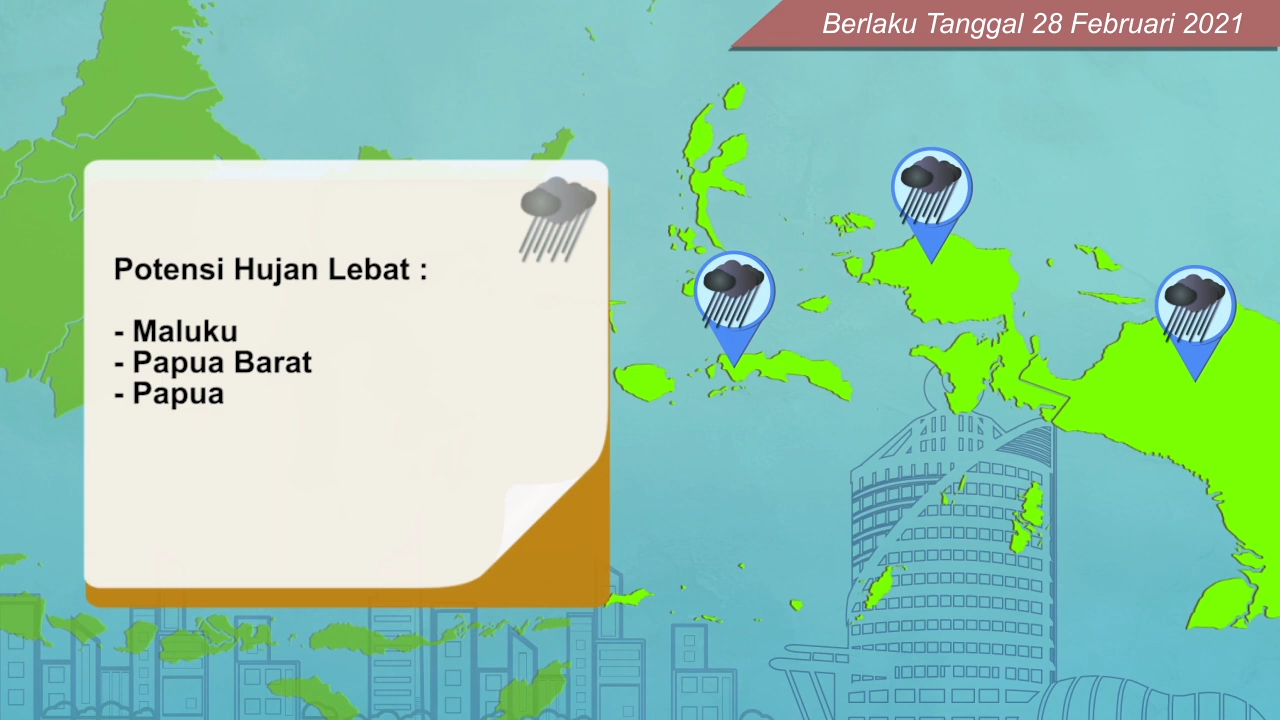 Berlaku Tanggal 28 Februari 2021
Potensi Hujan Lebat :
- Maluku
- Papua Barat
- Papua